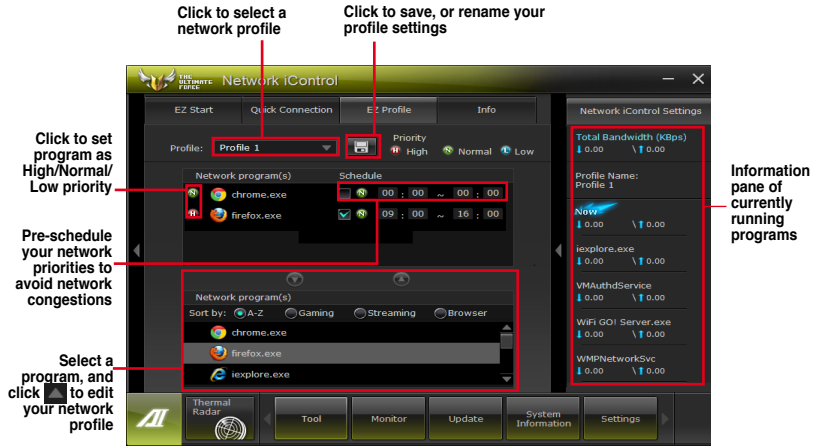 Click to select a
network profile
Click to save, or rename your
profile settings
THE
ULTIMATE
FORCE
Network iControl
EZ Start
Quick Connection
EZ Profile
Info
Network iControl Settings
Profile:
Profile 1
Priority
H High
N Normal
L Low
Click to set
program as
High/Normal/
Low priority
Network program(s)
Schedule
N chrome.exe
N 00 : 00 ~ 00 : 00
H firefox.exe
N 09 : 00 ~ 16 : 00
Pre-schedule
your network
priorities to
avoid network
congestions
Network program(s)
Sort by: A-Z Gaming Streaming Browser
chrome.exe
firefox.exe
iexplore.exe
Select a
program, and
click to edit
your network
profile
Total Bandwidth (KBps)
0.00 \ 0.00
Profile Name:
Profile 1
Now
0.00 \ 0.00
iexplore.exe
0.00 \ 0.00
VMAuthdService
0.00 \ 0.00
WiFi GO! Server.exe
0.00 \ 0.00
WMPNetworkSvc
0.00 \ 0.00
Information
pane of
currently
running
programs
AI
Thermal
Radar
Tool
Monitor
Update
System
Information
Settings